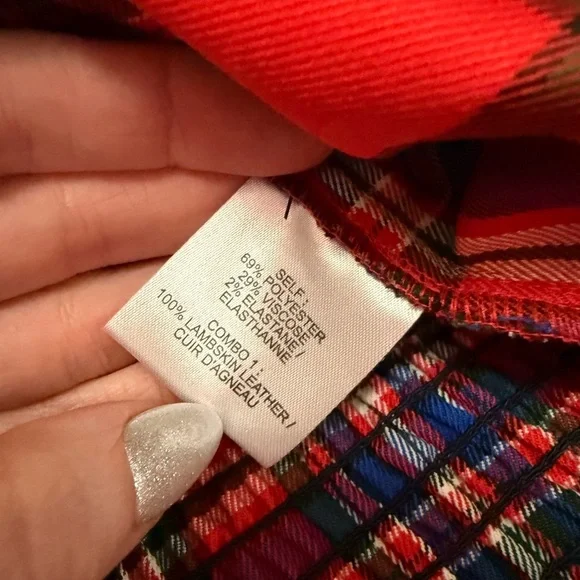 SELF :
69% POLYESTER
29% VISCOSE
2% ELASTANE /
ELASTHANNE
COMBO 1 :
100% LAMBSKIN LEATHER /
CUIR D'AGNEAU